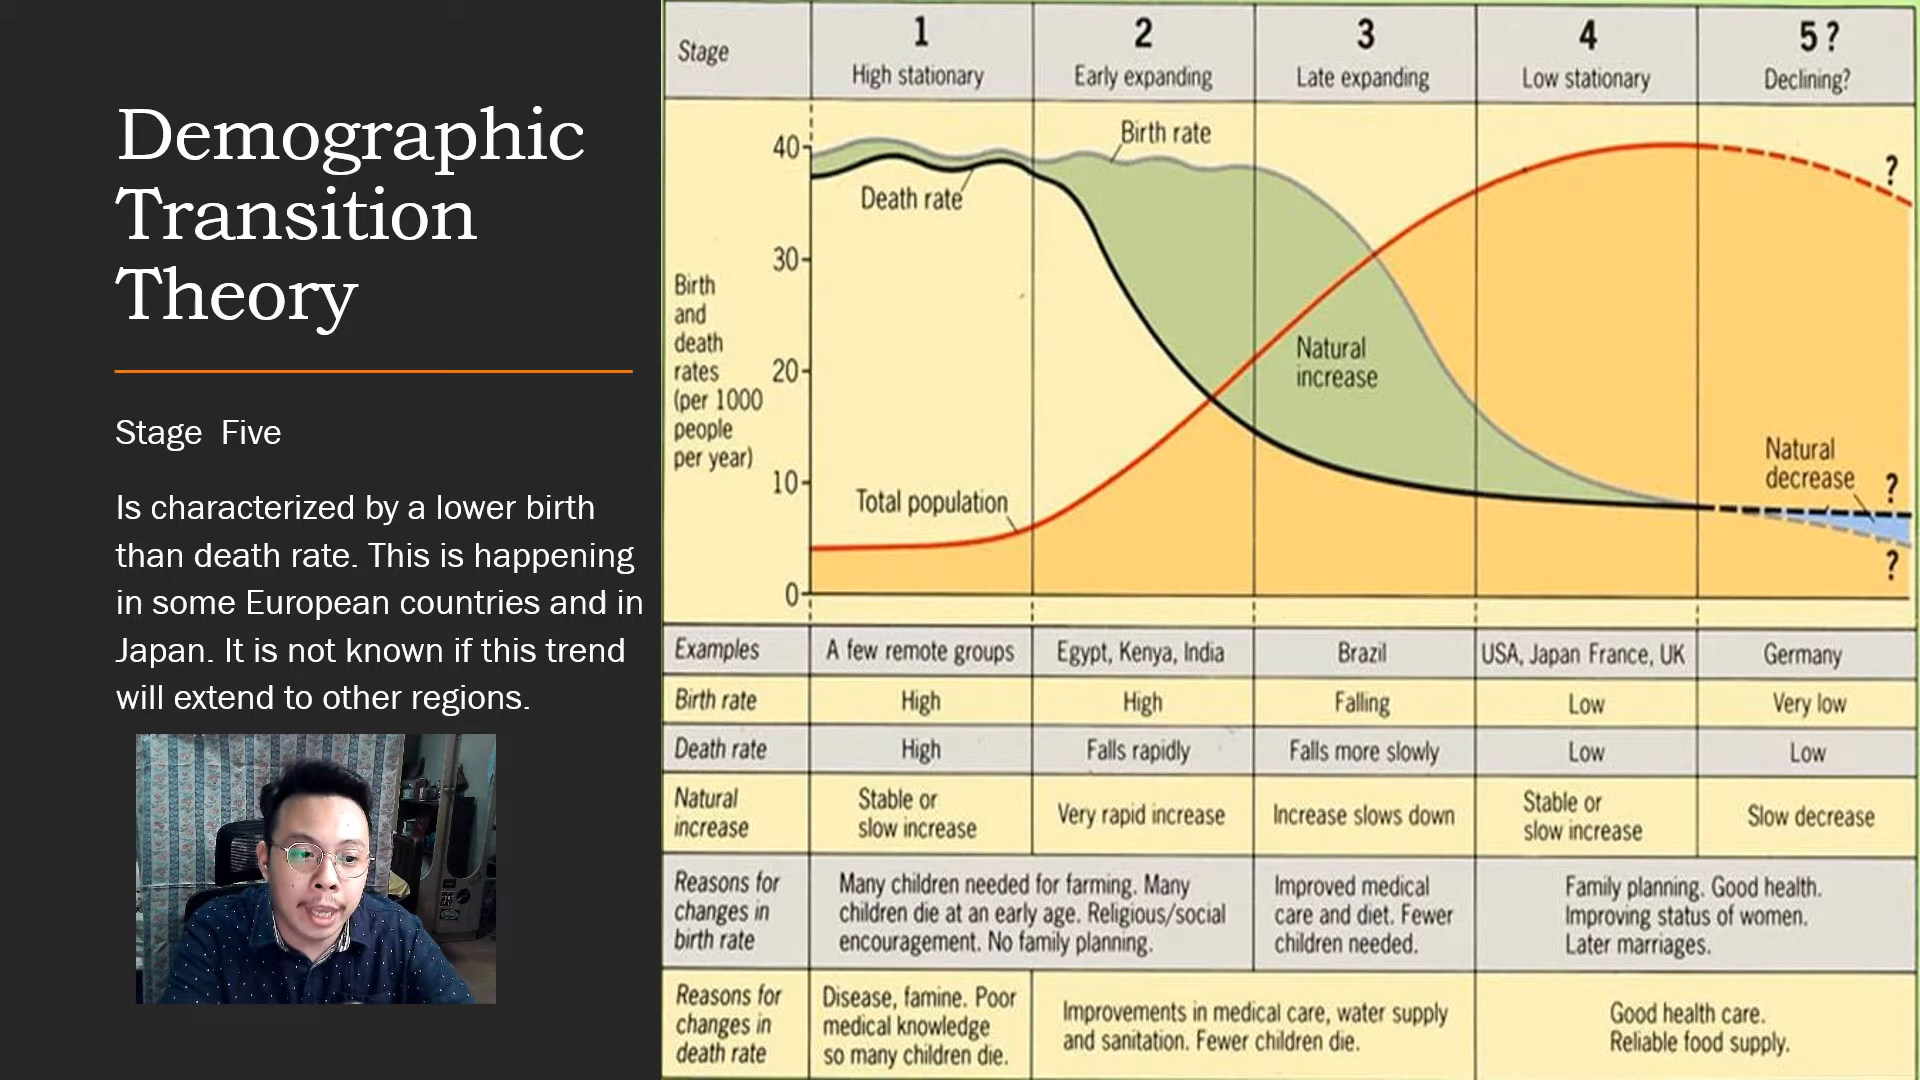 Demographic
Transition
Theory
Stage Five
Is characterized by a lower birth
than death rate. This is happening
in some European countries and in
Japan. It is not known if this trend
will extend to other regions.
Stage
1
High stationary
2
Early expanding
3
Late expanding
4
Low stationary
5?
Declining?
Birth
and
death
rates
(per 1000
people
per year)
40
30
20
10
0
Birth rate
Death rate
Natural
increase
Total population
Natural
decrease
?
?
?
Examples
A few remote groups
Egypt, Kenya, India
Brazil
USA, Japan France, UK
Germany
Birth rate
High
High
Falling
Low
Very low
Death rate
High
Falls rapidly
Falls more slowly
Low
Low
Natural
increase
Stable or
slow increase
Very rapid increase
Increase slows down
Stable or
slow increase
Slow decrease
Reasons for
changes in
birth rate
Many children needed for farming. Many
children die at an early age. Religious/social
encouragement. No family planning.
Improved medical
care and diet. Fewer
children needed.
Family planning. Good health.
Improving status of women.
Later marriages.
Reasons for
changes in
death rate
Disease, famine. Poor
medical knowledge
so many children die.
Improvements in medical care, water supply
and sanitation. Fewer children die.
Good health care.
Reliable food supply.